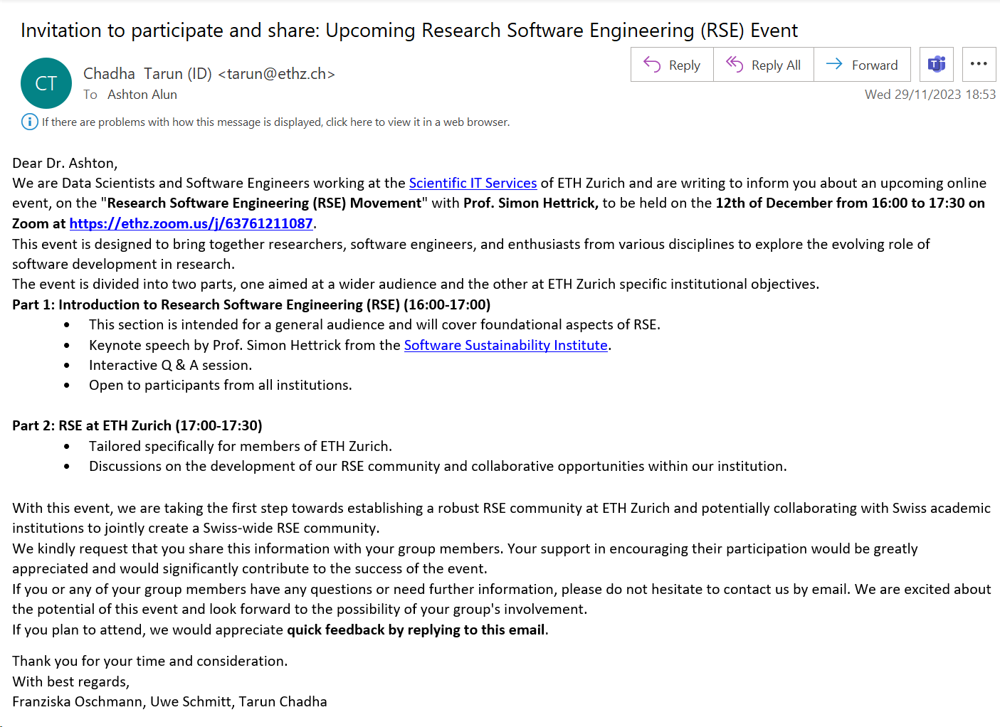 Invitation to participate and share: Upcoming Research Software Engineering (RSE) Event
CT
Chadha Tarun (ID) <tarun@ethz.ch>
To Ashton Alun
Reply
Reply All
Forward
Wed 29/11/2023 18:53
If there are problems with how this message is displayed, click here to view it in a web browser.
Dear Dr. Ashton,
We are Data Scientists and Software Engineers working at the Scientific IT Services of ETH Zurich and are writing to inform you about an upcoming online
event, on the "Research Software Engineering (RSE) Movement" with Prof. Simon Hettrick, to be held on the 12th of December from 16:00 to 17:30 on
Zoom at https://ethz.zoom.us/j/63761211087.
This event is designed to bring together researchers, software engineers, and enthusiasts from various disciplines to explore the evolving role of
software development in research.
The event is divided into two parts, one aimed at a wider audience and the other at ETH Zurich specific institutional objectives.
Part 1: Introduction to Research Software Engineering (RSE) (16:00-17:00)
• This section is intended for a general audience and will cover foundational aspects of RSE.
• Keynote speech by Prof. Simon Hettrick from the Software Sustainability Institute.
• Interactive Q & A session.
• Open to participants from all institutions.
Part 2: RSE at ETH Zurich (17:00-17:30)
• Tailored specifically for members of ETH Zurich.
• Discussions on the development of our RSE community and collaborative opportunities within our institution.
With this event, we are taking the first step towards establishing a robust RSE community at ETH Zurich and potentially collaborating with Swiss academic
institutions to jointly create a Swiss-wide RSE community.
We kindly request that you share this information with your group members. Your support in encouraging their participation would be greatly
appreciated and would significantly contribute to the success of the event.
If you or any of your group members have any questions or need further information, please do not hesitate to contact us by email. We are excited about
the potential of this event and look forward to the possibility of your group's involvement.
If you plan to attend, we would appreciate quick feedback by replying to this email.
Thank you for your time and consideration.
With best regards,
Franziska Oschmann, Uwe Schmitt, Tarun Chadha